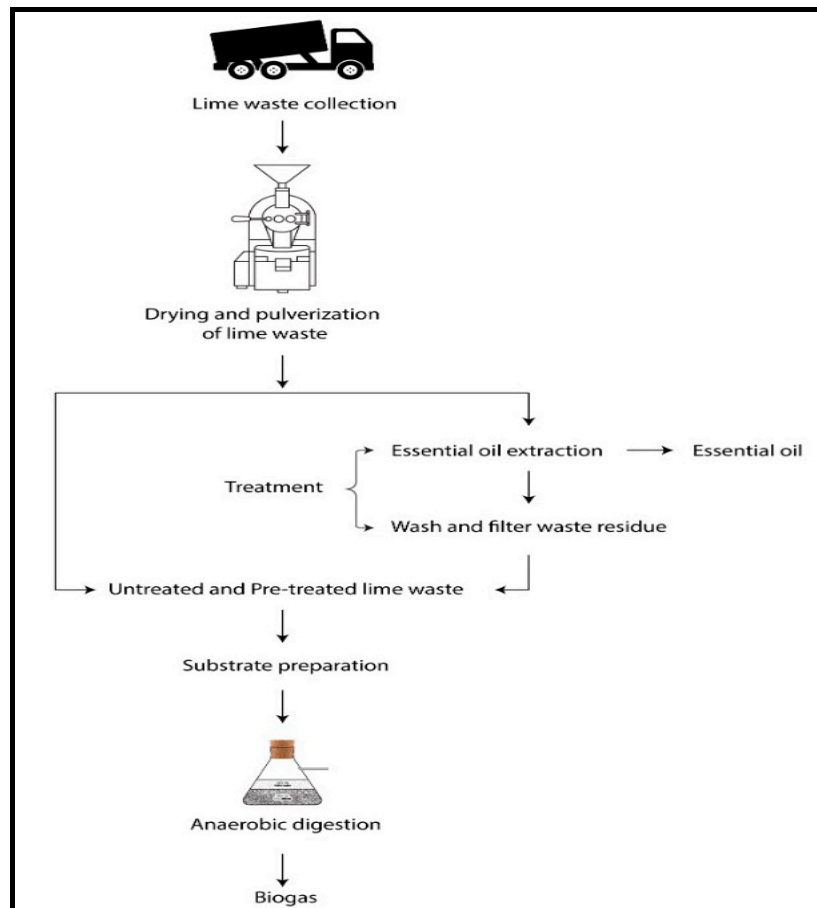 Lime waste collection
Drying and pulverization
of lime waste
Essential oil extraction
Essential oil
Treatment
Wash and filter waste residue
Untreated and Pre-treated lime waste
Substrate preparation
Anaerobic digestion
Biogas